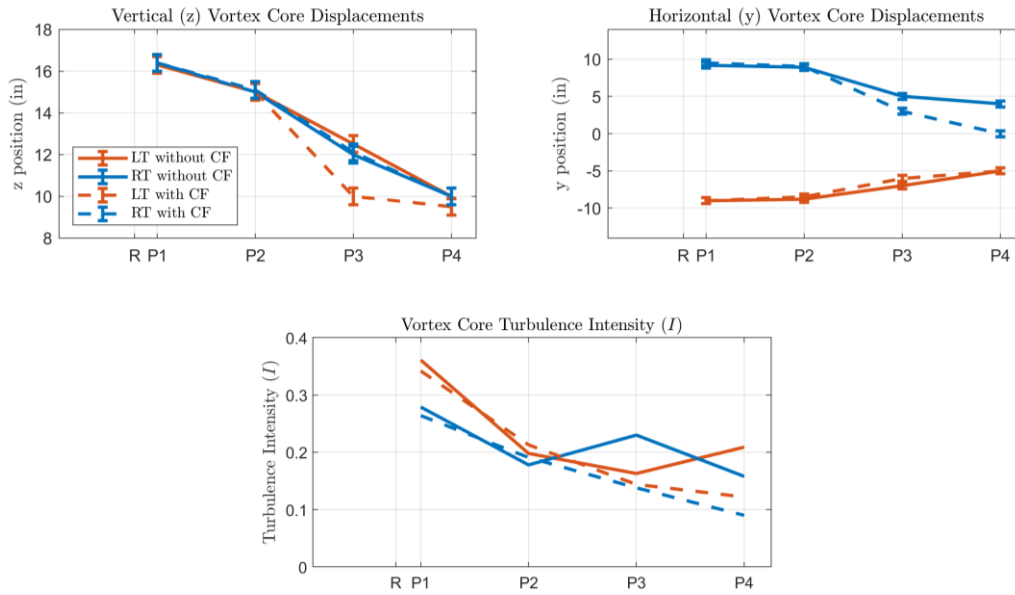 Vertical (z) Vortex Core Displacements
18
16
14
12
10
8
z position (in)
LT without CF
RT without CF
LT with CF
RT with CF
R P1 P2 P3 P4
Horizontal (y) Vortex Core Displacements
10
5
0
-5
-10
y position (in)
R P1 P2 P3 P4
Vortex Core Turbulence Intensity (I)
0.4
0.3
0.2
0.1
0
Turbulence Intensity (I)
R P1 P2 P3 P4